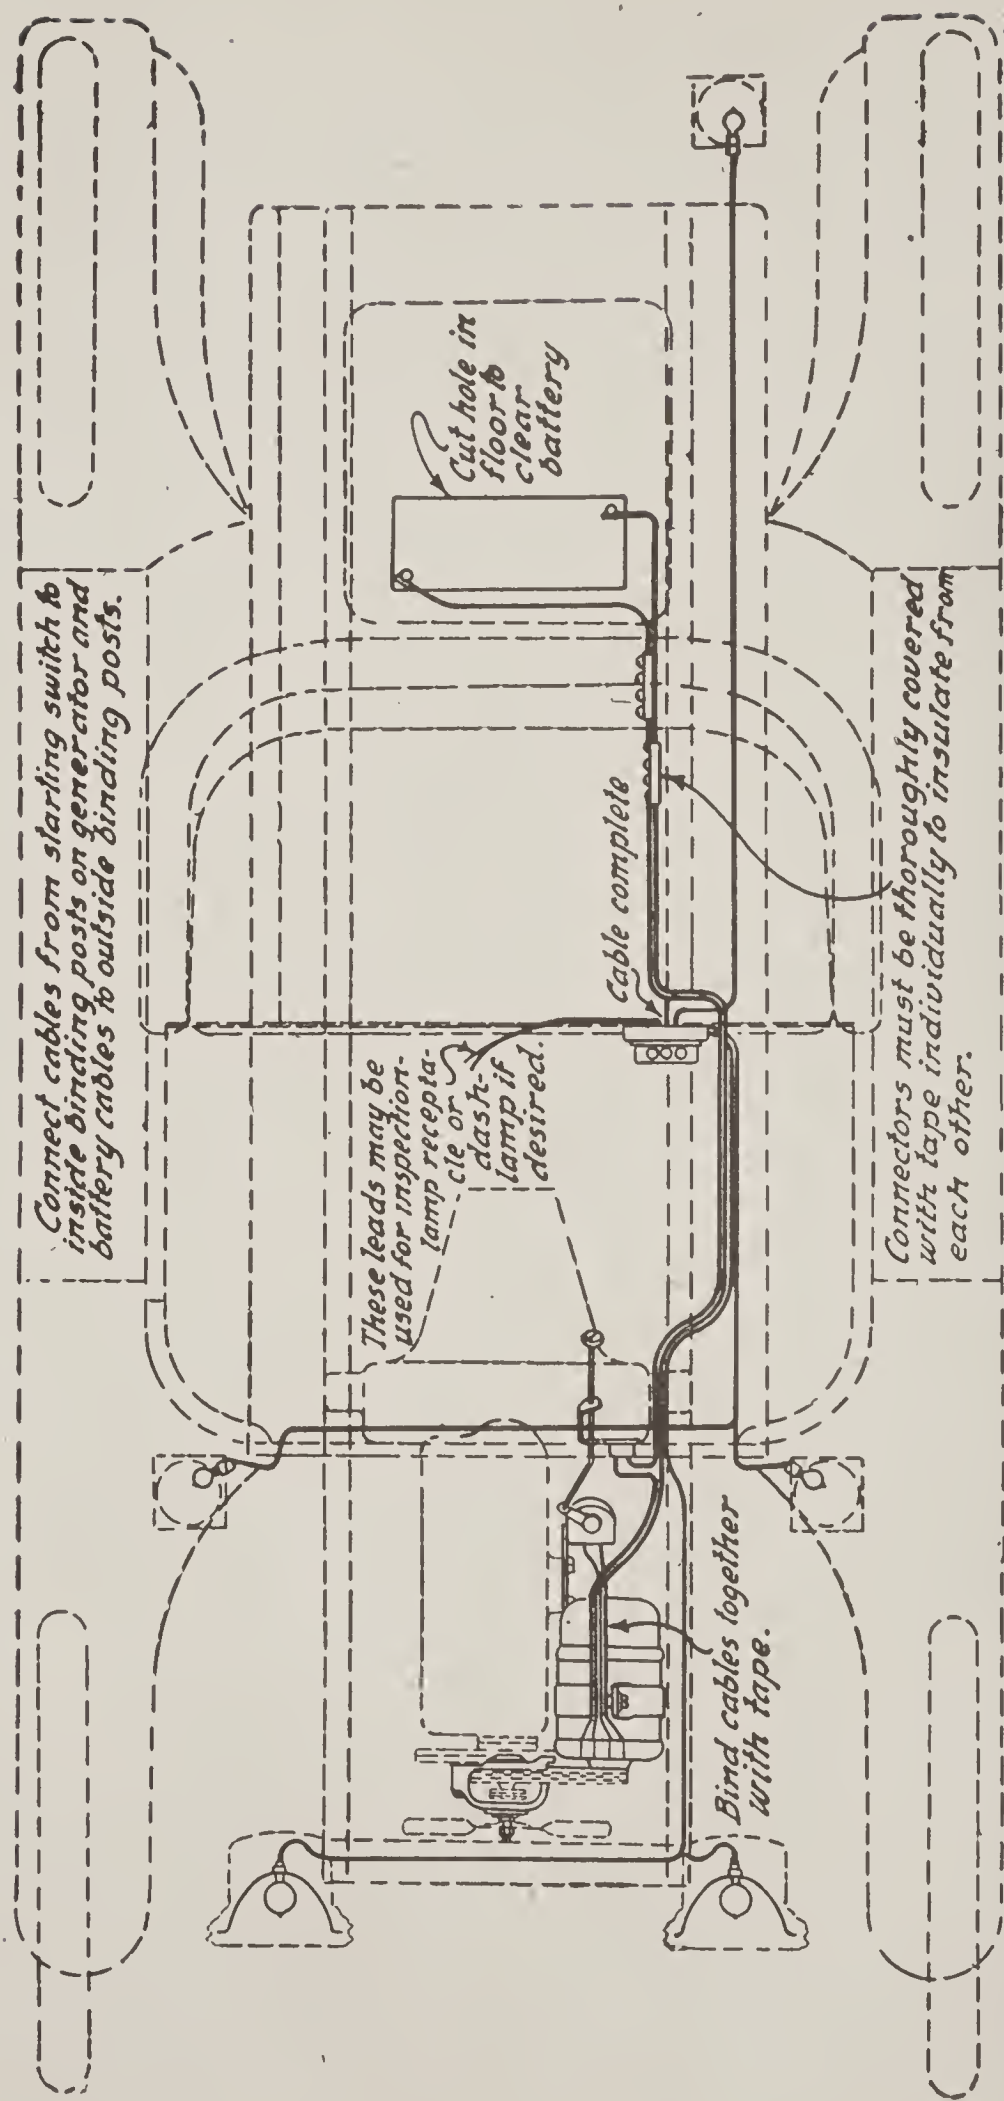 Connect cables from starting switch to
inside binding posts on generator and
battery cables to outside binding posts.
Cut hole in
floor to
clear
battery
These leads may be
used for inspection-
lamp recepta-
cle or
dash-
lamp if
desired.
Cable complete
Bind cables together
with tape.
Connectors must be thoroughly covered
with tape individually to insulate from
each other.